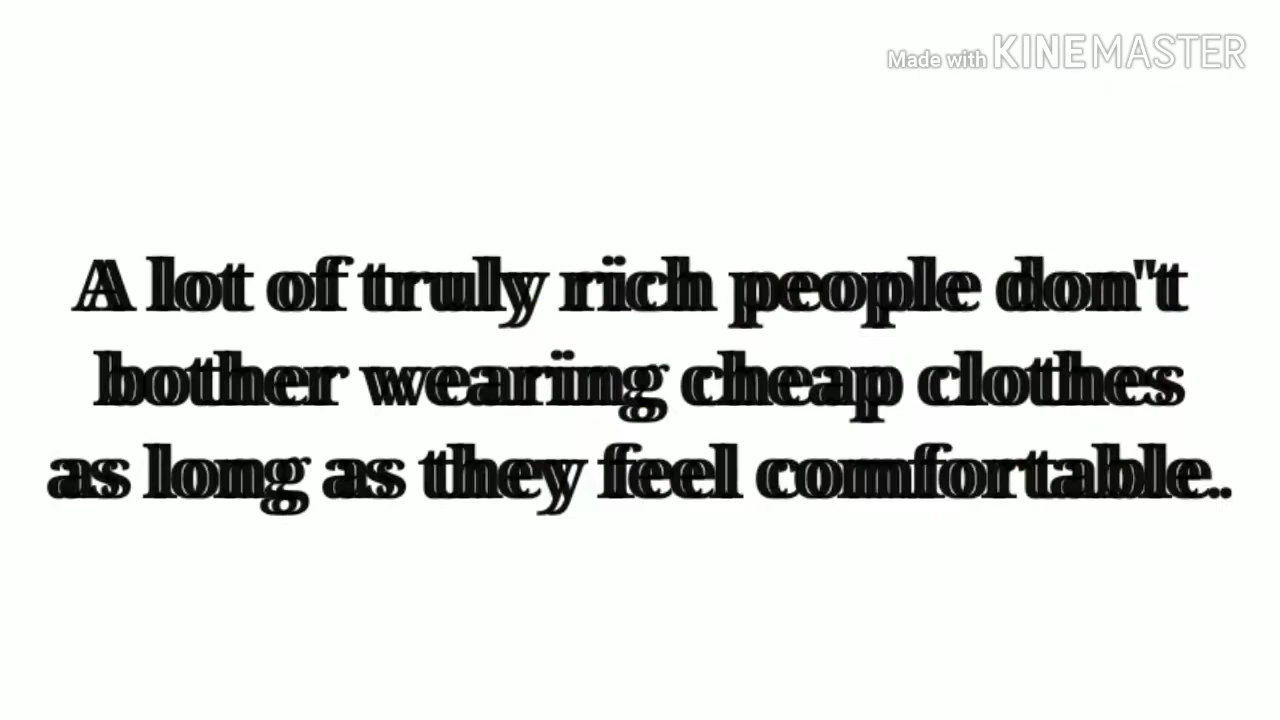 Made with KINEMASTER
A lot of truly rich people don't
bother wearing cheap clothes
as long as they feel comfortable.